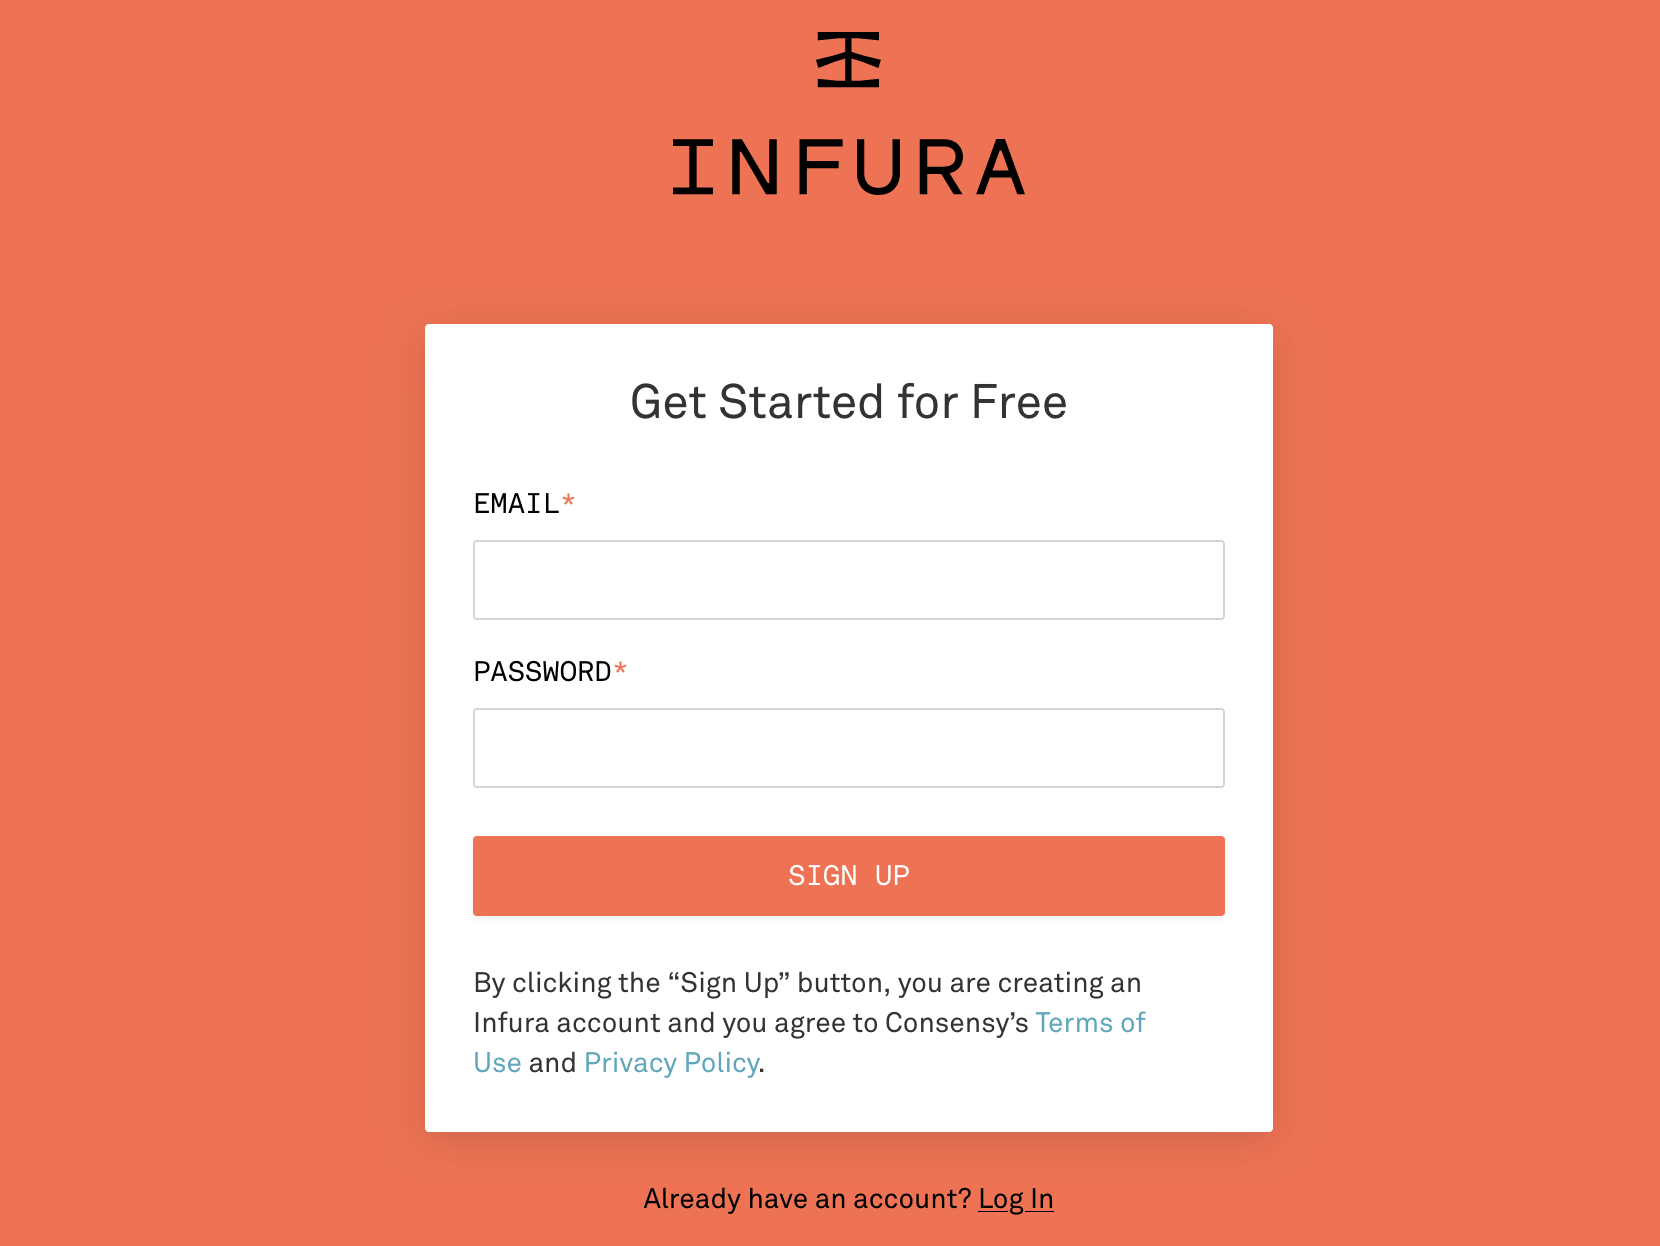 INFURA
Get Started for Free
EMAIL*
PASSWORD*
SIGN UP
By clicking the “Sign Up” button, you are creating an
Infura account and you agree to Consensy’s Terms of
Use and Privacy Policy.
Already have an account? Log In